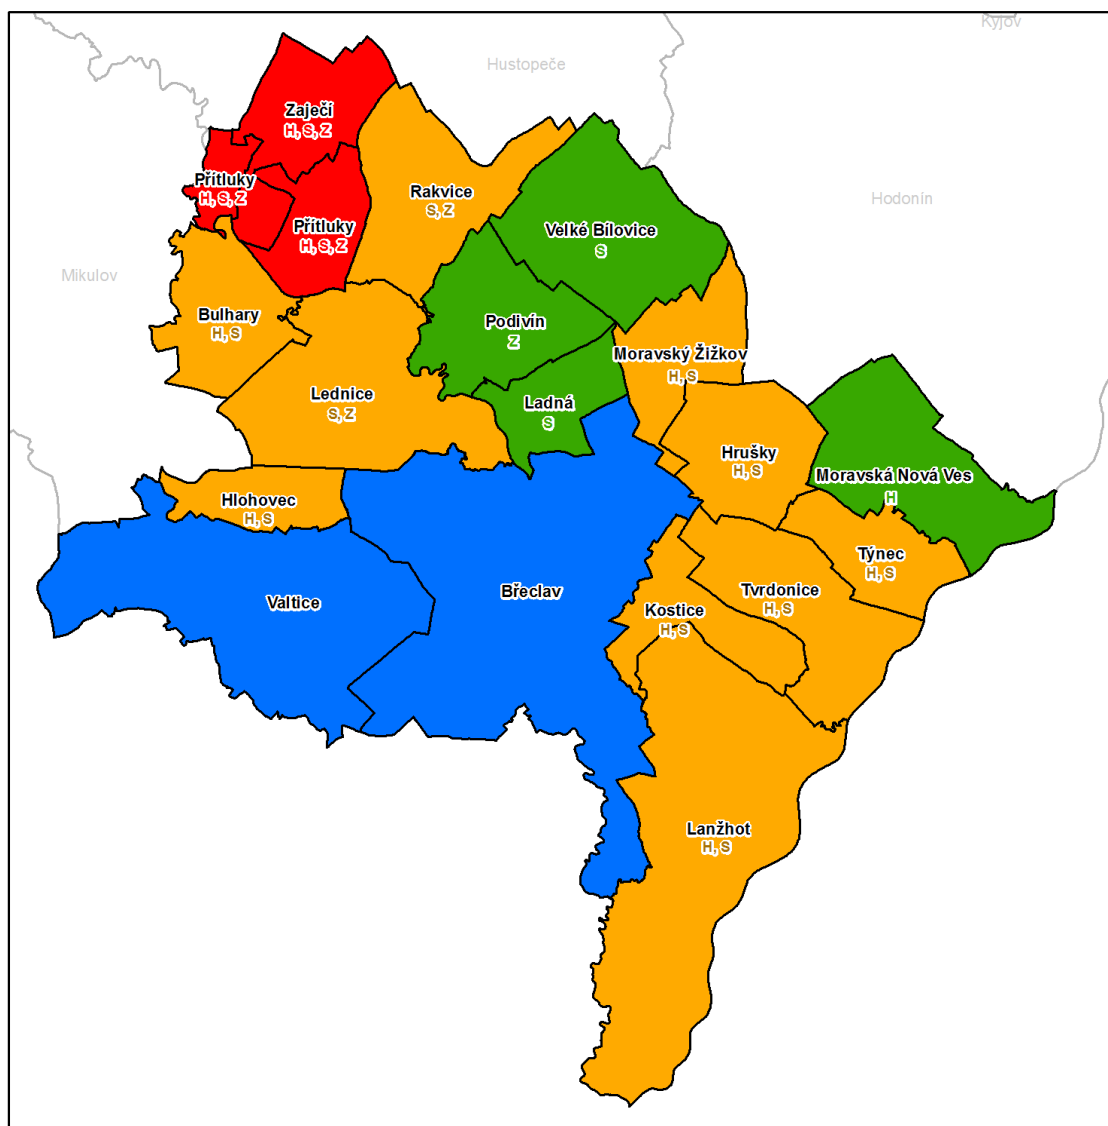 Kyjov
Hustopeče
Zaječí
H, S, Z
Přítluky
H, S, Z
Rakvice
S, Z
Hodonín
Přítluky
H, S, Z
Velké Bílovice
S
Mikulov
Bulhary
H, S
Podivín
Z
Moravský Žižkov
H, S
Lednice
S, Z
Ladná
S
Hrušky
H, S
Moravská Nová Ves
H
Hlohovec
H, S
Týnec
H, S
Valtice
Břeclav
Tvrdonice
H, S
Kostice
H, S
Lanžhot
H, S